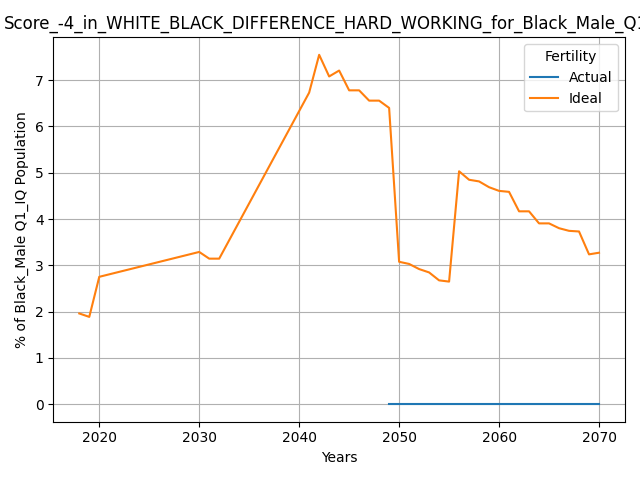 Score_-4_in_WHITE_BLACK_DIFFERENCE_HARD_WORKING_for_Black_Male_Q1
Fertility
Actual
Ideal
% of Black_Male Q1_IQ Population
7
6
5
4
3
2
1
0
2020 2030 2040 2050 2060 2070
Years